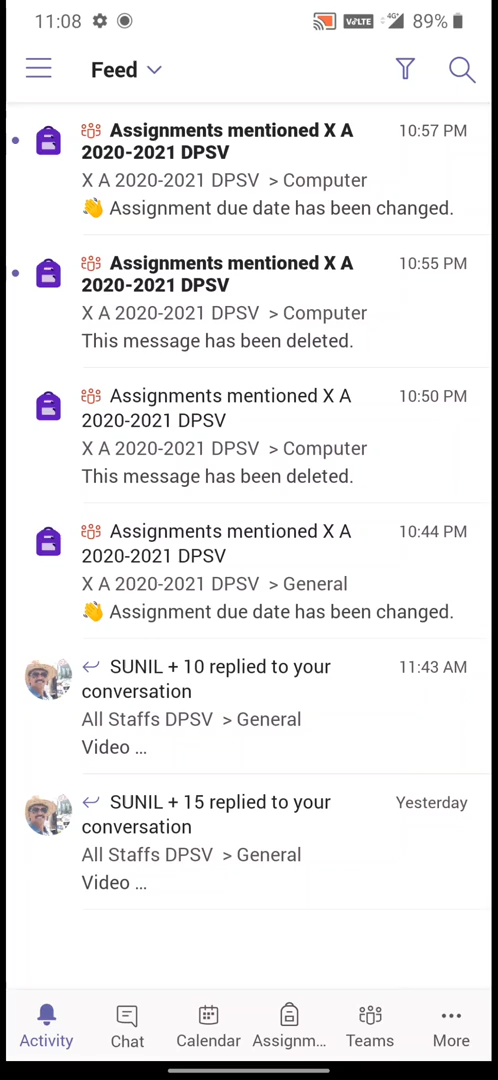 11:08 VoLTE 4G+ 89%
Feed
Assignments mentioned X A 10:57 PM
2020-2021 DPSV
X A 2020-2021 DPSV > Computer
👋 Assignment due date has been changed.
Assignments mentioned X A 10:55 PM
2020-2021 DPSV
X A 2020-2021 DPSV > Computer
This message has been deleted.
Assignments mentioned X A 10:50 PM
2020-2021 DPSV
X A 2020-2021 DPSV > Computer
This message has been deleted.
Assignments mentioned X A 10:44 PM
2020-2021 DPSV
X A 2020-2021 DPSV > General
👋 Assignment due date has been changed.
SUNIL + 10 replied to your 11:43 AM
conversation
All Staffs DPSV > General
Video ...
SUNIL + 15 replied to your Yesterday
conversation
All Staffs DPSV > General
Video ...
Activity Chat Calendar Assignm... Teams More